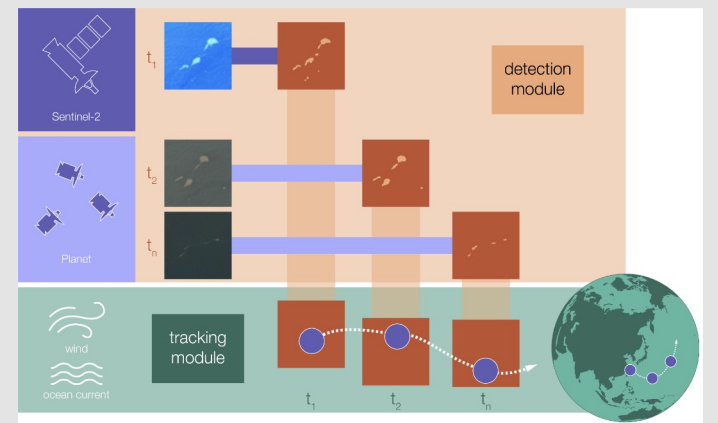 Sentinel-2
t1
detection
module
t2
Planet
tn
wind
tracking
module
ocean current
t1
t2
tn